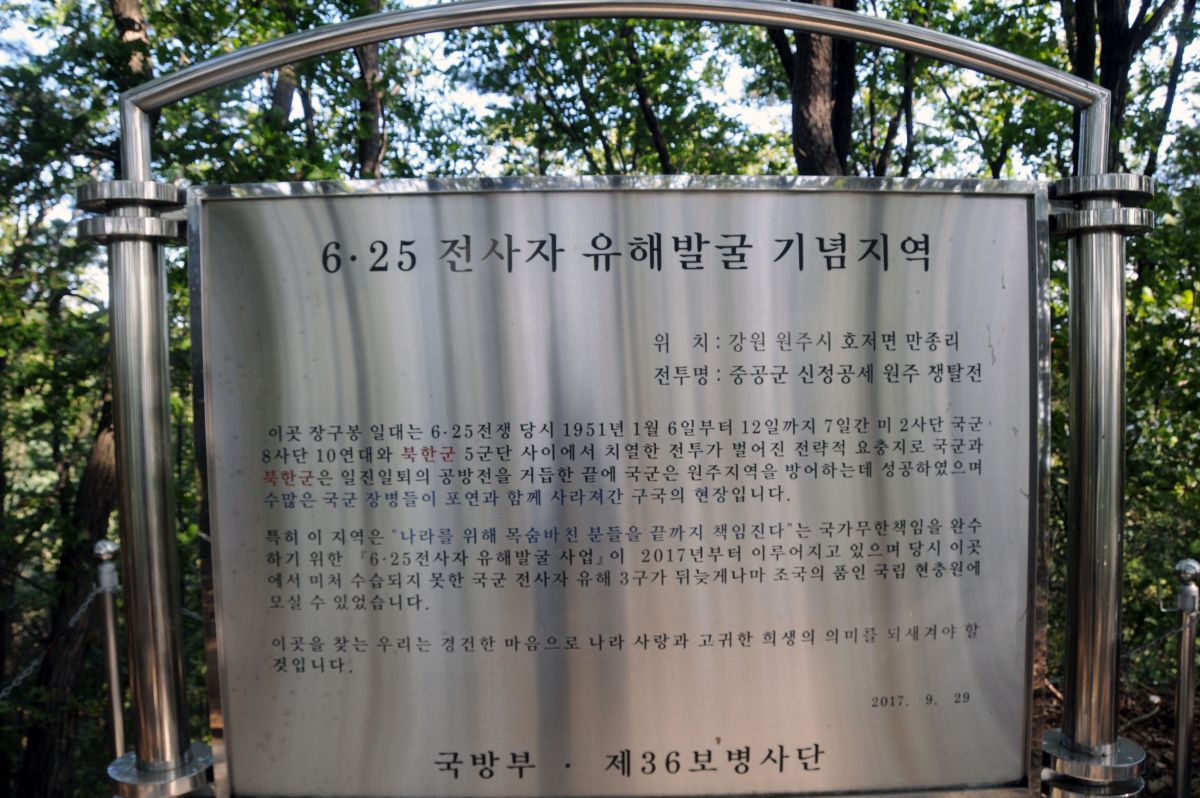 6·25 전사자 유해발굴 기념지역
위 치 : 강원 원주시 호저면 만종리
전투명 : 중공군 신정공세 원주 쟁탈전
이곳 장구봉 일대는 6·25전쟁 당시 1951년 1월 6일부터 12일까지 7일간 미 2사단 국군
8사단 10연대와 북한군 5군단 사이에서 치열한 전투가 벌어진 전략적 요충지로 국군과
북한군은 일진일퇴의 공방전을 거듭한 끝에 국군은 원주지역을 방어하는데 성공하였으며
수많은 국군 장병들이 포연과 함께 사라져간 구국의 현장입니다.
특히 이 지역은 "나라를 위해 목숨바친 분들을 끝까지 책임진다"는 국가무한책임을 완수
하기 위한 『6·25전사자 유해발굴 사업』이 2017년부터 이루어지고 있으며 당시 이곳
에서 미처 수습되지 못한 국군 전사자 유해 3구가 뒤늦게나마 조국의 품인 국립 현충원에
모실 수 있었습니다.
이곳을 찾는 우리는 경건한 마음으로 나라 사랑과 고귀한 희생의 의미를 되새겨야 할
것입니다.
2017. 9. 29
국방부 · 제36보병사단